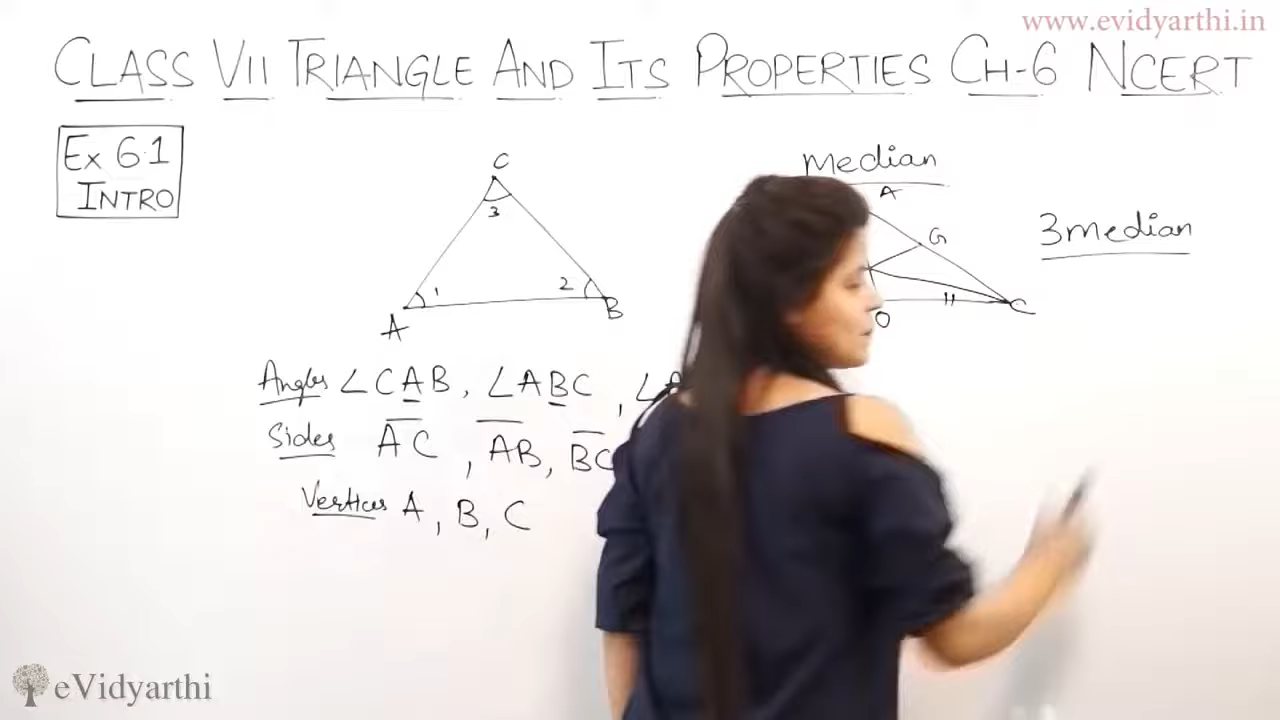 www.evidyarthi.in
CLASS VII TRIANGLE AND ITS PROPERTIES CH-6 NCERT
Ex 6.1
INTRO
C
3
1
2
A
B
Median
A
G
O
C
3median
Angles ∠CAB, ∠ABC, ∠A
Sides AC, AB, BC
Vertices A, B, C
eVidyarthi